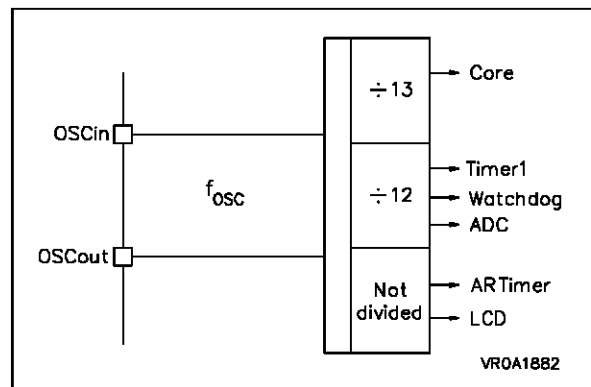 OSCin
fOSC
OSCout
÷13
÷12
Not
divided
Core
Timer1
Watchdog
ADC
ARTimer
LCD
VR0A1882